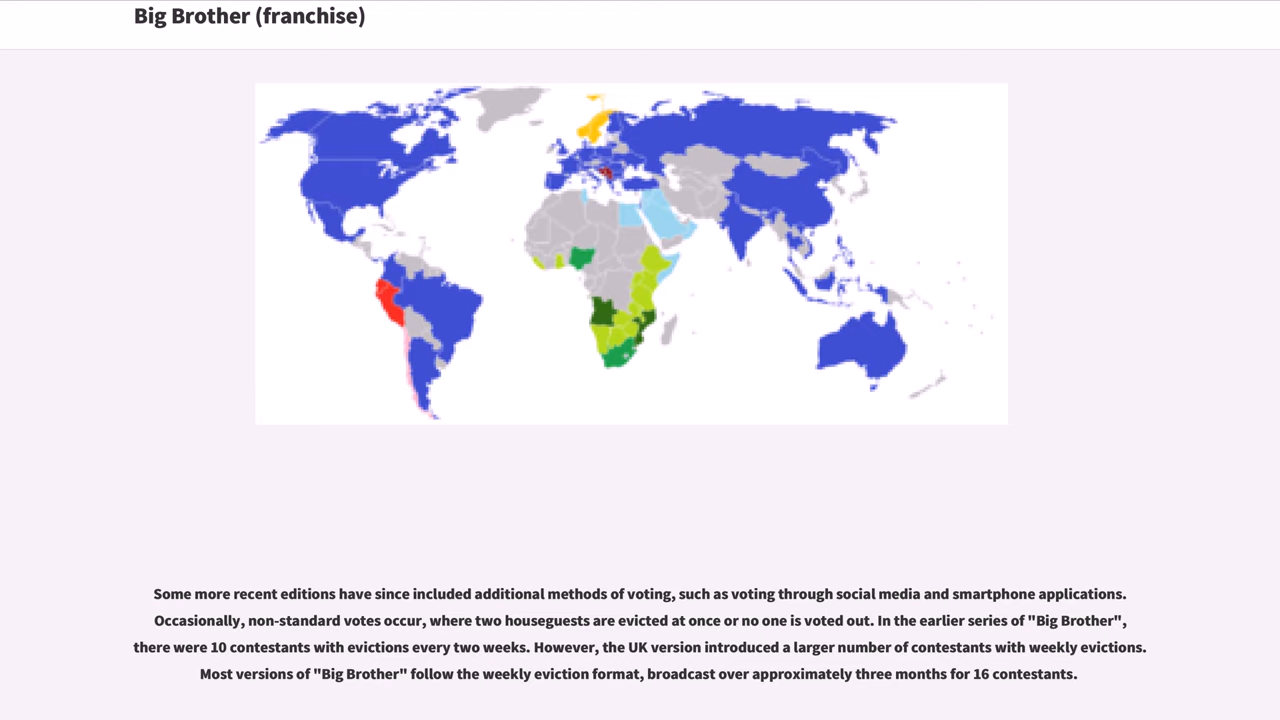 Big Brother (franchise)
Some more recent editions have since included additional methods of voting, such as voting through social media and smartphone applications.
Occasionally, non-standard votes occur, where two houseguests are evicted at once or no one is voted out. In the earlier series of "Big Brother",
there were 10 contestants with evictions every two weeks. However, the UK version introduced a larger number of contestants with weekly evictions.
Most versions of "Big Brother" follow the weekly eviction format, broadcast over approximately three months for 16 contestants.